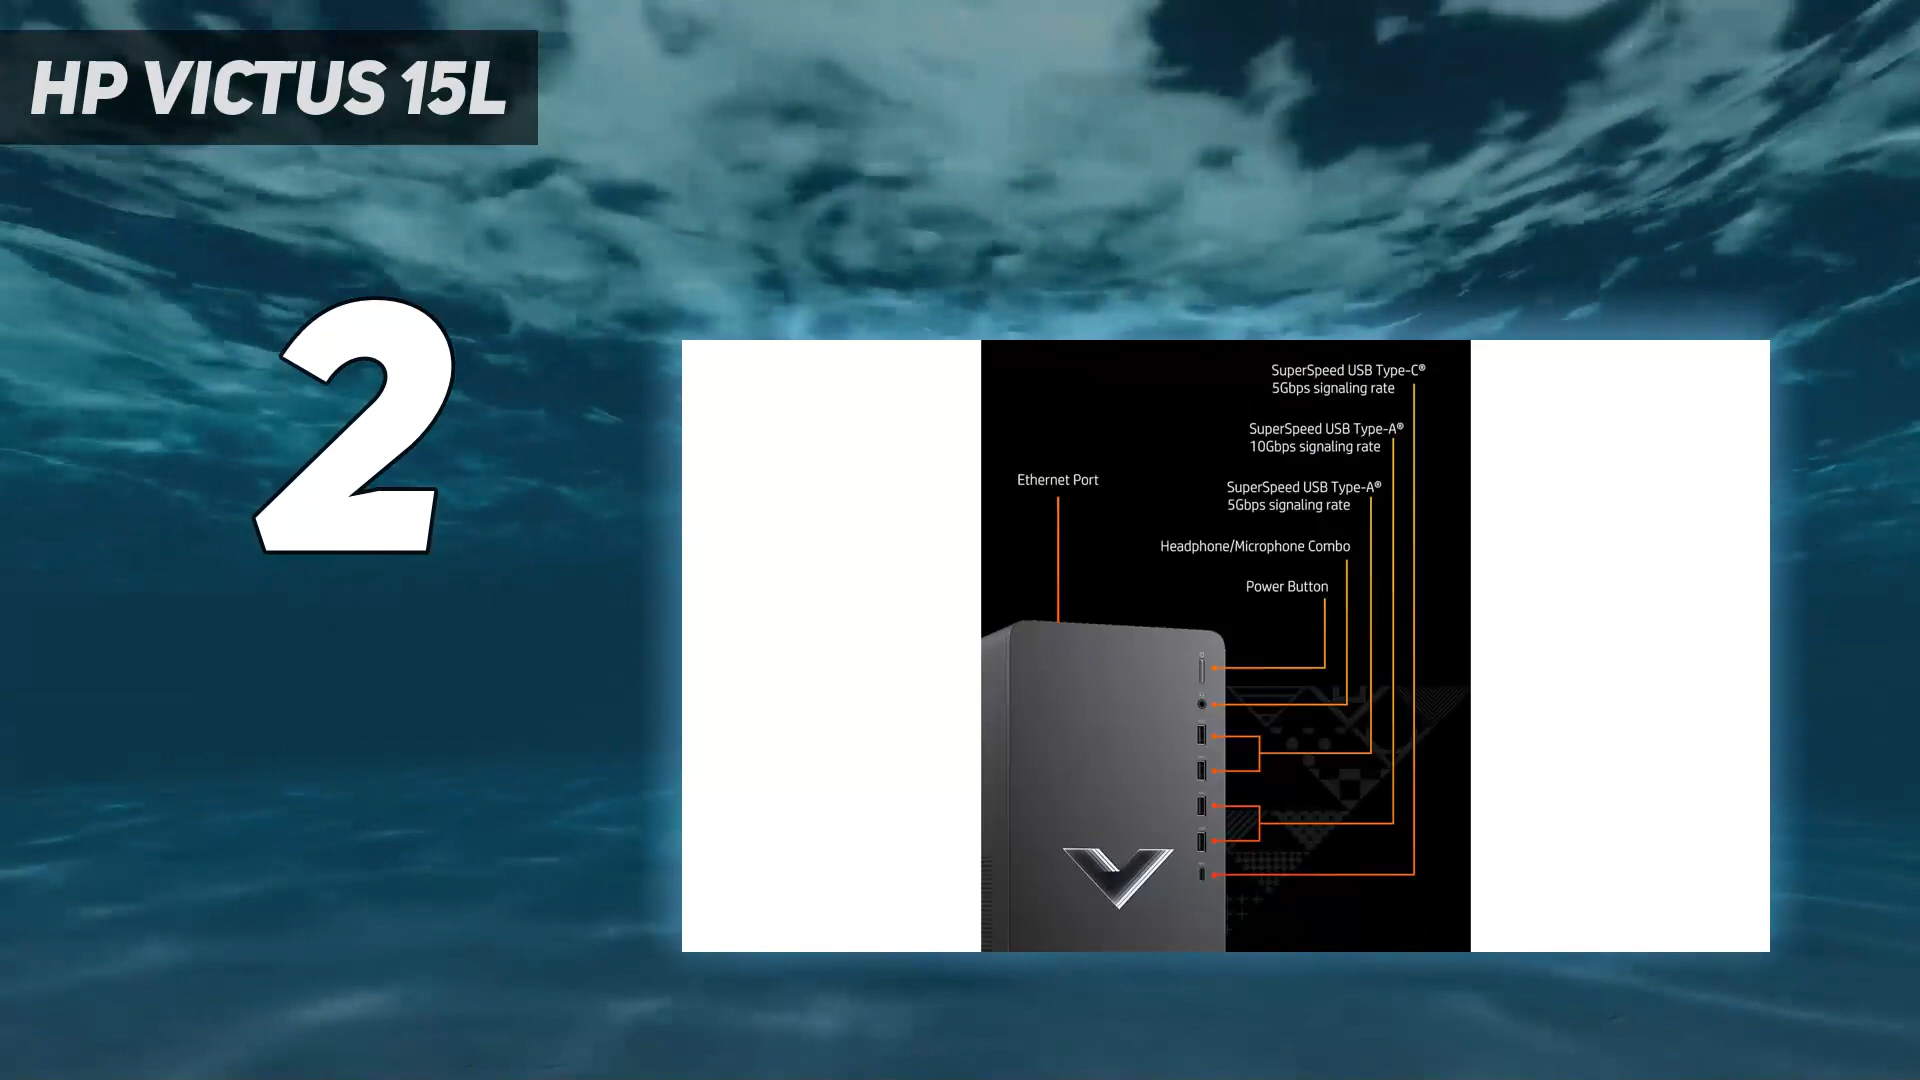 HP VICTUS 15L
2
SuperSpeed USB Type-C®
5Gbps signaling rate
SuperSpeed USB Type-A®
10Gbps signaling rate
Ethernet Port
SuperSpeed USB Type-A®
5Gbps signaling rate
Headphone/Microphone Combo
Power Button